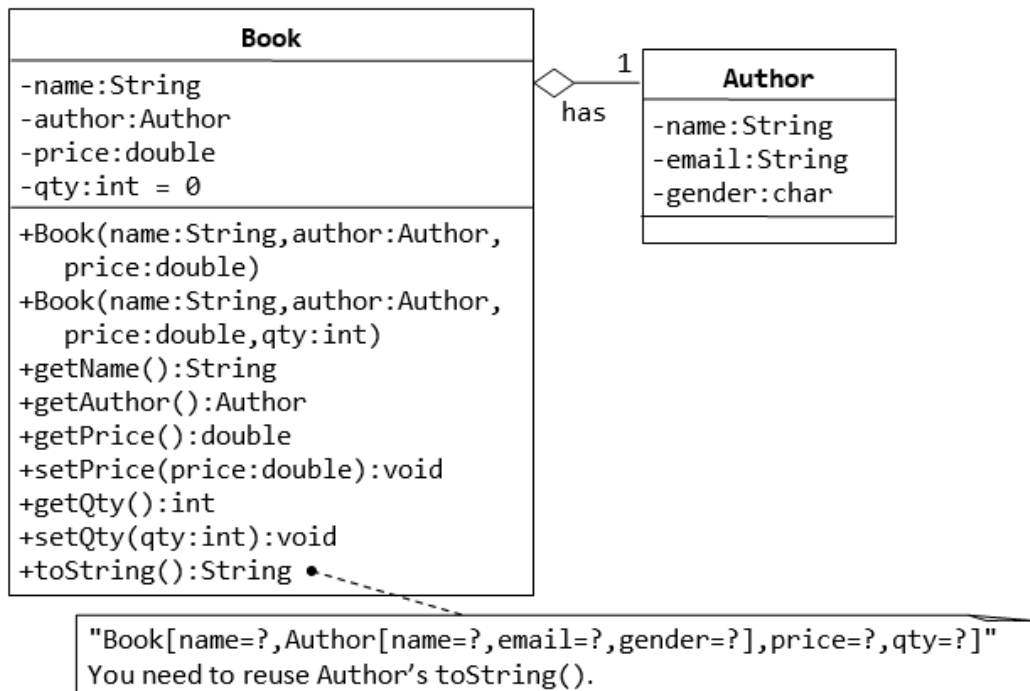 Book
-name:String
-author:Author
-price:double
-qty:int = 0
+Book(name:String,author:Author,
price:double)
+Book(name:String,author:Author,
price:double,qty:int)
+getName():String
+getAuthor():Author
+getPrice():double
+setPrice(price:double):void
+getQty():int
+setQty(qty:int):void
+toString():String
1
has
Author
-name:String
-email:String
-gender:char
"Book[name=?,Author[name=?,email=?,gender=?],price=?,qty=?]"
You need to reuse Author’s toString().